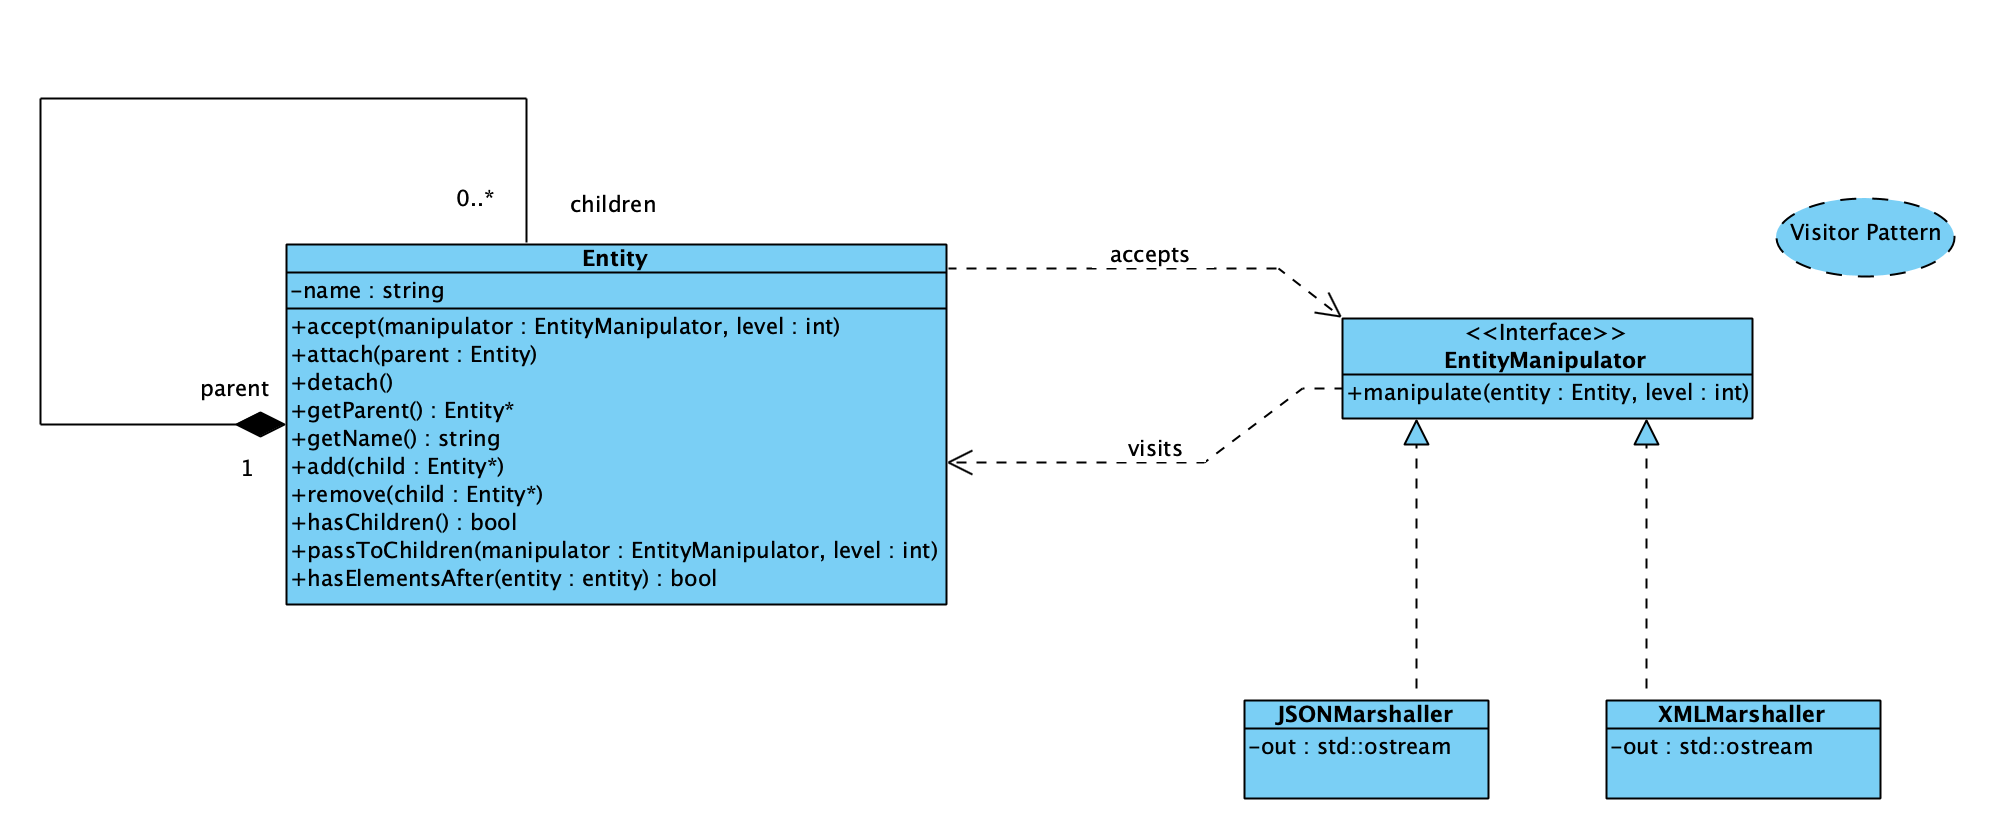 0..*
children
Entity
-name : string
+accept(manipulator : EntityManipulator, level : int)
+attach(parent : Entity)
+detach()
+getParent() : Entity*
+getName() : string
+add(child : Entity*)
+remove(child : Entity*)
+hasChildren() : bool
+passToChildren(manipulator : EntityManipulator, level : int)
+hasElementsAfter(entity : entity) : bool
parent
1
accepts
visits
Visitor Pattern
<<Interface>>
EntityManipulator
+manipulate(entity : Entity, level : int)
JSONMarshaller
-out : std::ostream
XMLMarshaller
-out : std::ostream